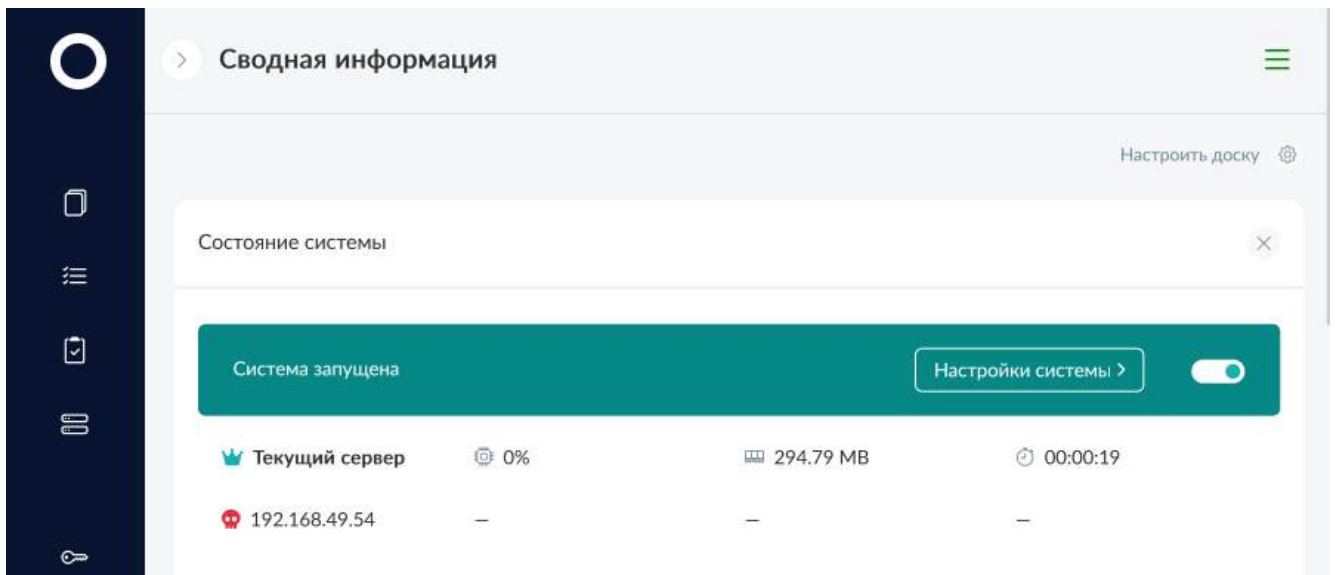 Сводная информация
Настроить доску
Состояние системы
Система запущена Настройки системы >
Текущий сервер 0% 294.79 MB 00:00:19
192.168.49.54 — — —